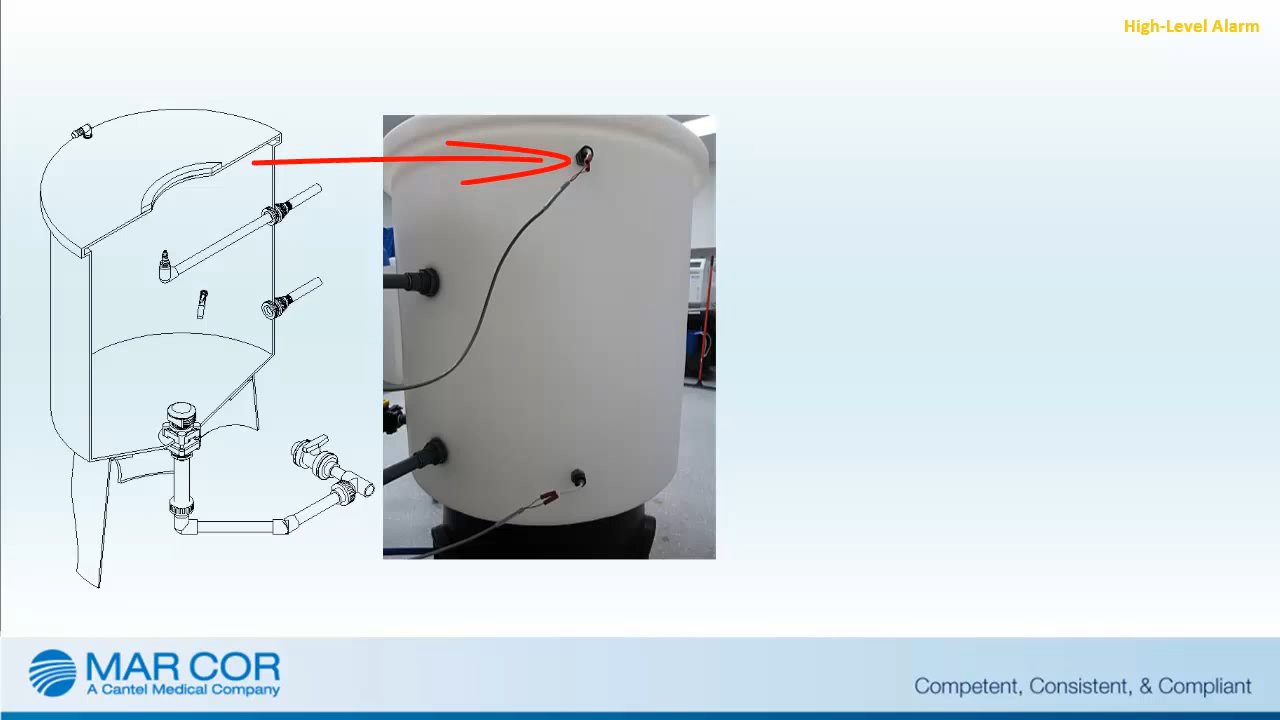 High-Level Alarm
MAR COR
A Cantel Medical Company
Competent, Consistent, & Compliant